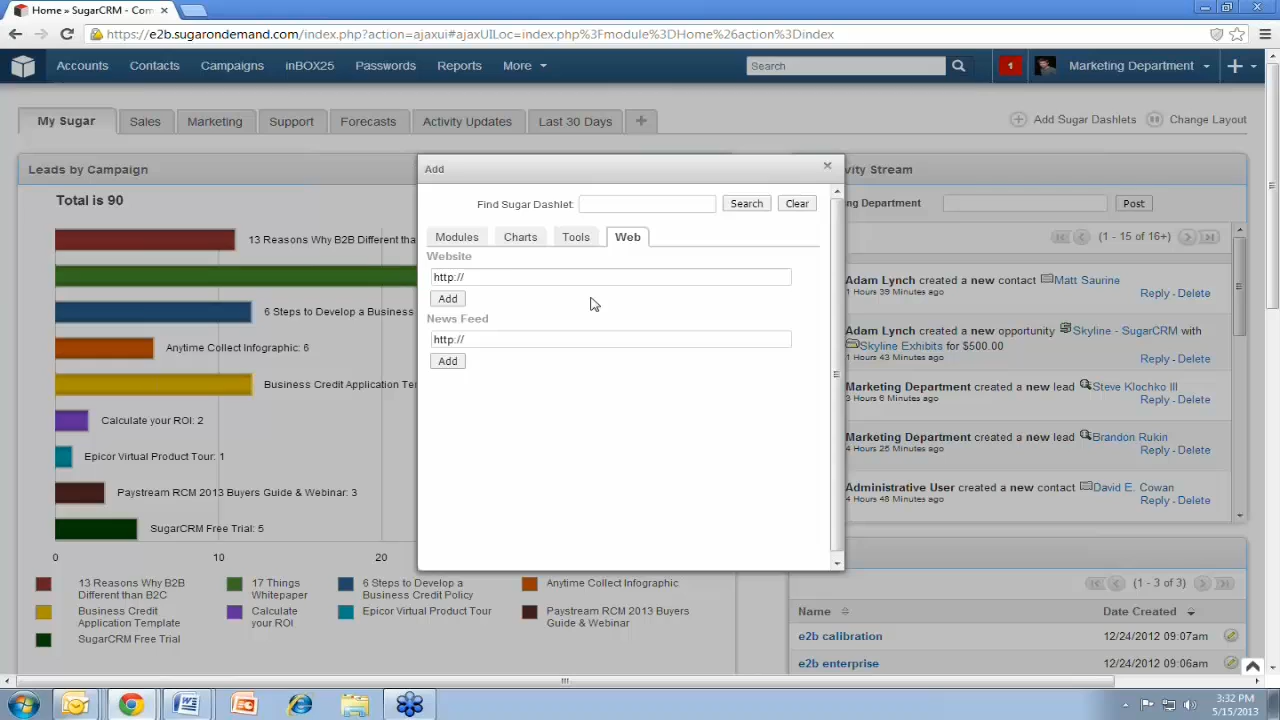 Home » SugarCRM - Com
https://e2b.sugarondemand.com/index.php?action=ajaxui#ajaxUILoc=index.php%3Fmodule%3DHome%26action%3Dindex
Accounts Contacts Campaigns inBOX25 Passwords Reports More Search 1 Marketing Department
My Sugar Sales Marketing Support Forecasts Activity Updates Last 30 Days Add Sugar Dashlets Change Layout
Leads by Campaign
Total is 90
13 Reasons Why B2B Different tha
6 Steps to Develop a Business
Anytime Collect Infographic: 6
Business Credit Application Te
Calculate your ROI: 2
Epicor Virtual Product Tour: 1
Paystream RCM 2013 Buyers Guide & Webinar: 3
SugarCRM Free Trial: 5
0 10 20
13 Reasons Why B2B
Different than B2C
17 Things
Whitepaper
6 Steps to Develop a
Business Credit Policy
Anytime Collect Infographic
Business Credit
Application Template
Calculate
your ROI
Epicor Virtual Product Tour
Paystream RCM 2013 Buyers
Guide & Webinar
SugarCRM Free Trial
Add
Find Sugar Dashlet: Search Clear
Modules Charts Tools Web
Website
http://
Add
News Feed
http://
Add
vity Stream
ng Department Post
(1 - 15 of 16+)
Adam Lynch created a new contact Matt Saurine
1 Hours 39 Minutes ago Reply - Delete
Adam Lynch created a new opportunity Skyline - SugarCRM with
Skyline Exhibits for $500.00
1 Hours 43 Minutes ago Reply - Delete
Marketing Department created a new lead Steve Klochko III
3 Hours 6 Minutes ago Reply - Delete
Marketing Department created a new lead Brandon Rukin
4 Hours 26 Minutes ago Reply - Delete
Administrative User created a new contact David E. Cowan
4 Hours 48 Minutes ago Reply - Delete
(1 - 3 of 3)
Name Date Created
e2b calibration 12/24/2012 09:07am
e2b enterprise 12/24/2012 09:06am
3:32 PM
5/15/2013